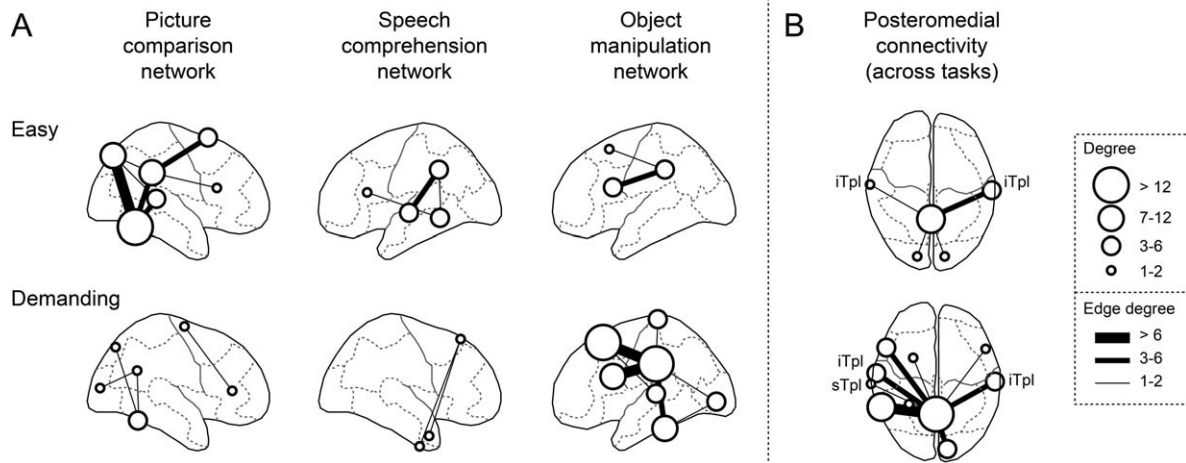 A
Picture
comparison
network
Speech
comprehension
network
Object
manipulation
network
Easy
Demanding
B
Posteromedial
connectivity
(across tasks)
iTpl
iTpl
iTpl
sTpl
iTpl
Degree
> 12
7-12
3-6
1-2
Edge degree
> 6
3-6
1-2